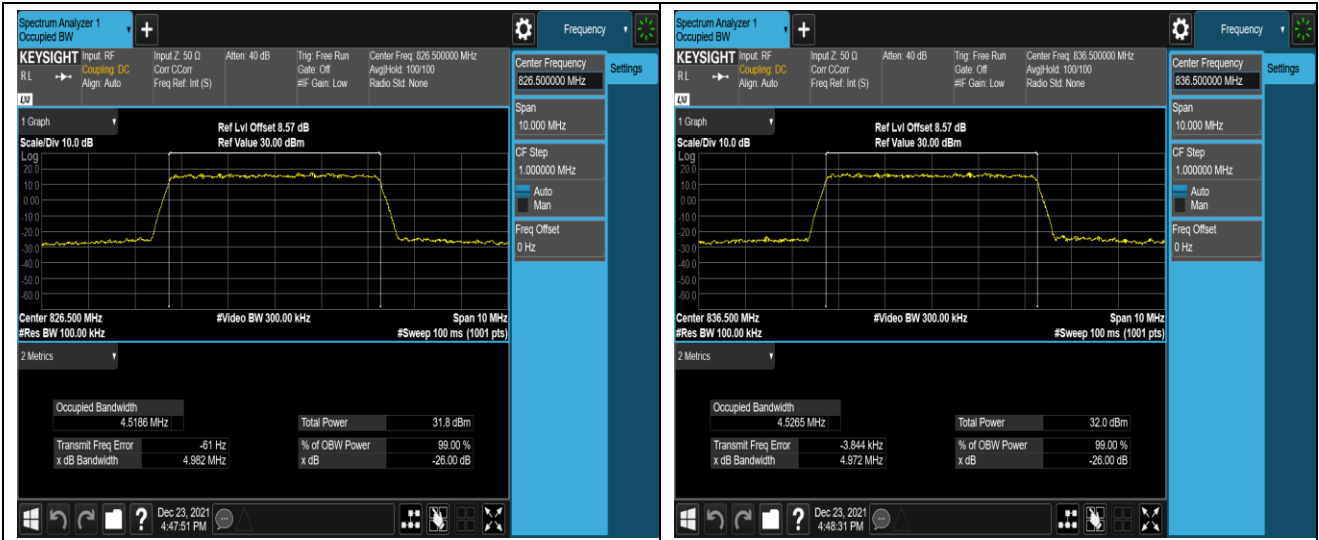 Spectrum Analyzer 1
Occupied BW
+
Frequency
KEYSIGHT Input: RF Input Z: 50 Ω Atten: 40 dB Trig: Free Run Center Freq: 826.500000 MHz
RL Coupling: DC Corr CCorr Gate: Off Avg|Hold: 100/100
Align: Auto Freq Ref: Int (S) #IF Gain: Low Radio Std: None
LXI
Center Frequency
826.500000 MHz
Settings
Span
10.000 MHz
CF Step
1.000000 MHz
Auto
Man
Freq Offset
0 Hz
1 Graph
Ref Lvl Offset 8.57 dB
Scale/Div 10.0 dB Ref Value 30.00 dBm
Log
20.0
10.0
0.00
-10.0
-20.0
-30.0
-40.0
-50.0
-60.0
Center 826.500 MHz #Video BW 300.00 kHz Span 10 MHz
#Res BW 100.00 kHz #Sweep 100 ms (1001 pts)
2 Metrics
Occupied Bandwidth
4.5186 MHz Total Power 31.8 dBm
Transmit Freq Error -61 Hz % of OBW Power 99.00 %
x dB Bandwidth 4.982 MHz x dB -26.00 dB
? Dec 23, 2021
4:47:51 PM
Spectrum Analyzer 1
Occupied BW
+
Frequency
KEYSIGHT Input: RF Input Z: 50 Ω Atten: 40 dB Trig: Free Run Center Freq: 836.500000 MHz
RL Coupling: DC Corr CCorr Gate: Off Avg|Hold: 100/100
Align: Auto Freq Ref: Int (S) #IF Gain: Low Radio Std: None
LXI
Center Frequency
836.500000 MHz
Settings
Span
10.000 MHz
CF Step
1.000000 MHz
Auto
Man
Freq Offset
0 Hz
1 Graph
Ref Lvl Offset 8.57 dB
Scale/Div 10.0 dB Ref Value 30.00 dBm
Log
20.0
10.0
0.00
-10.0
-20.0
-30.0
-40.0
-50.0
-60.0
Center 836.500 MHz #Video BW 300.00 kHz Span 10 MHz
#Res BW 100.00 kHz #Sweep 100 ms (1001 pts)
2 Metrics
Occupied Bandwidth
4.5265 MHz Total Power 32.0 dBm
Transmit Freq Error -3.844 kHz % of OBW Power 99.00 %
x dB Bandwidth 4.972 MHz x dB -26.00 dB
? Dec 23, 2021
4:48:31 PM